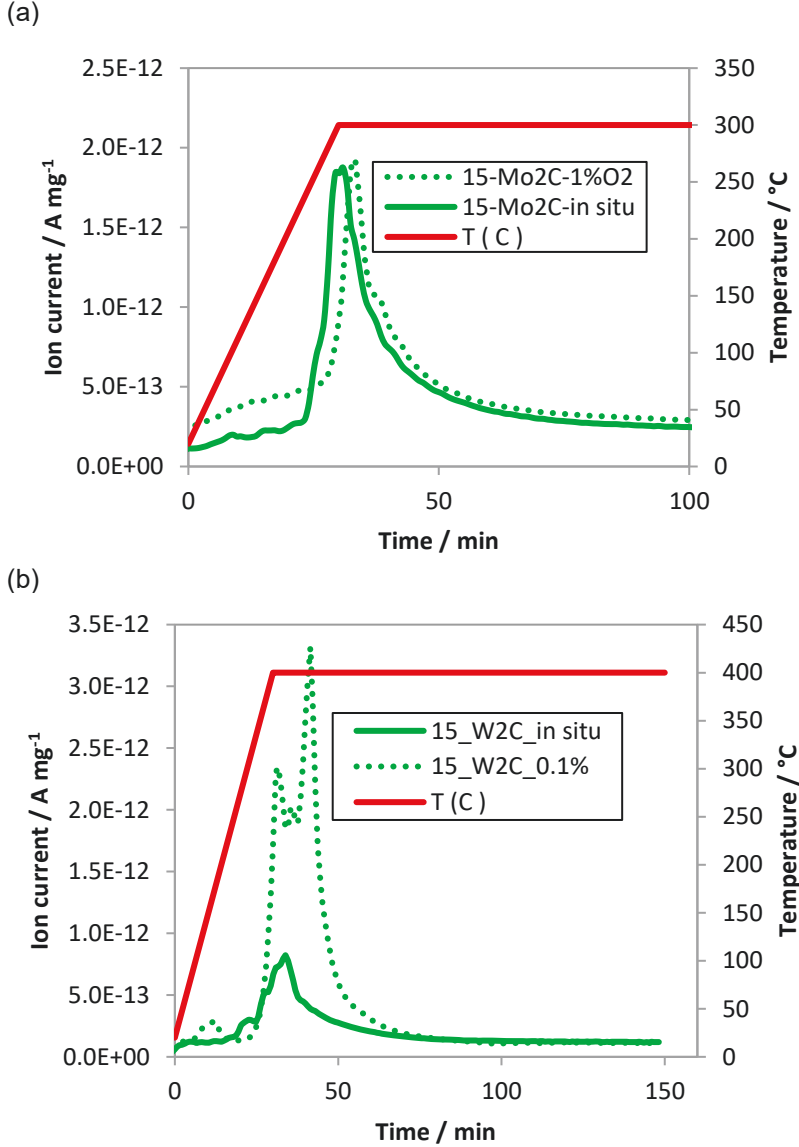 (a)
2.5E-12
2.0E-12
1.5E-12
1.0E-12
5.0E-13
0.0E+00
Ion current / A mg-1
350
300
250
200
150
100
50
0
Temperature / °C
15-Mo2C-1%O2
15-Mo2C-in situ
T ( C )
0
50
100
Time / min
(b)
3.5E-12
3.0E-12
2.5E-12
2.0E-12
1.5E-12
1.0E-12
5.0E-13
0.0E+00
Ion current / A mg-1
450
400
350
300
250
200
150
100
50
0
Temperature / °C
15_W2C_in situ
15_W2C_0.1%
T (C )
0
50
100
150
Time / min